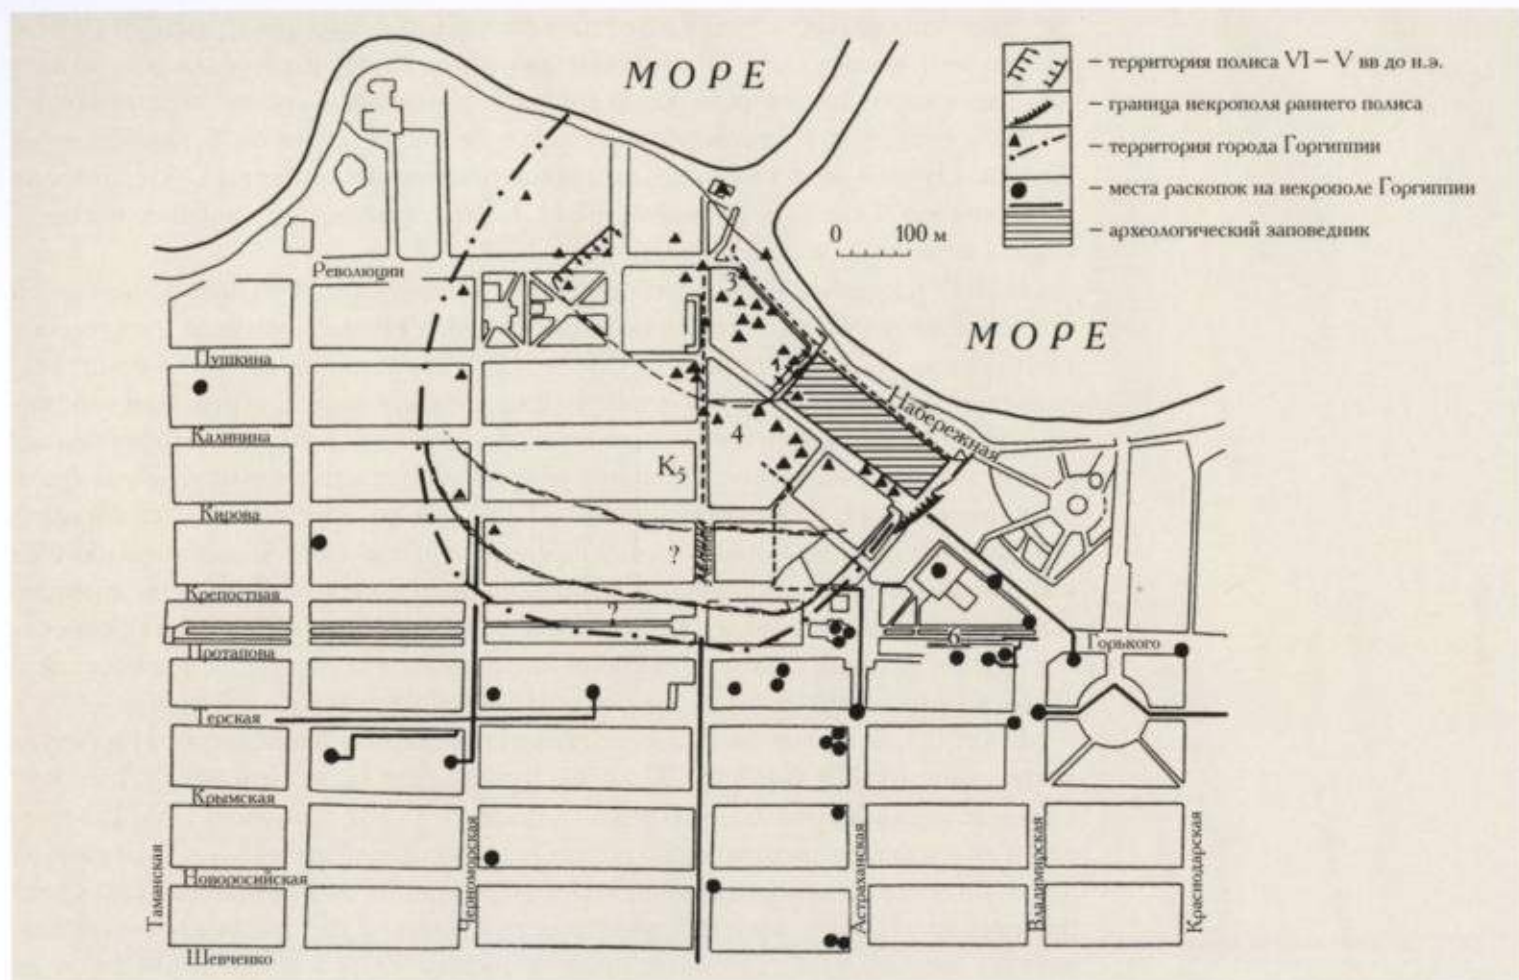 МОРЕ
– территория полиса VI – V вв до н.э.
– граница некрополя раннего полиса
– территория города Горгиппии
– места раскопок на некрополе Горгиппии
– археологический заповедник
0 100 м
Революции
3
МОРЕ
Пушкина
1
Набережная
Калинина
4
К5
Кирова
?
Крепостная
?
6
Горького
Протапова
Терская
Крымская
Таманская
Черноморская
Астраханская
Владимирская
Краснодарская
Новоросийская
Шевченко